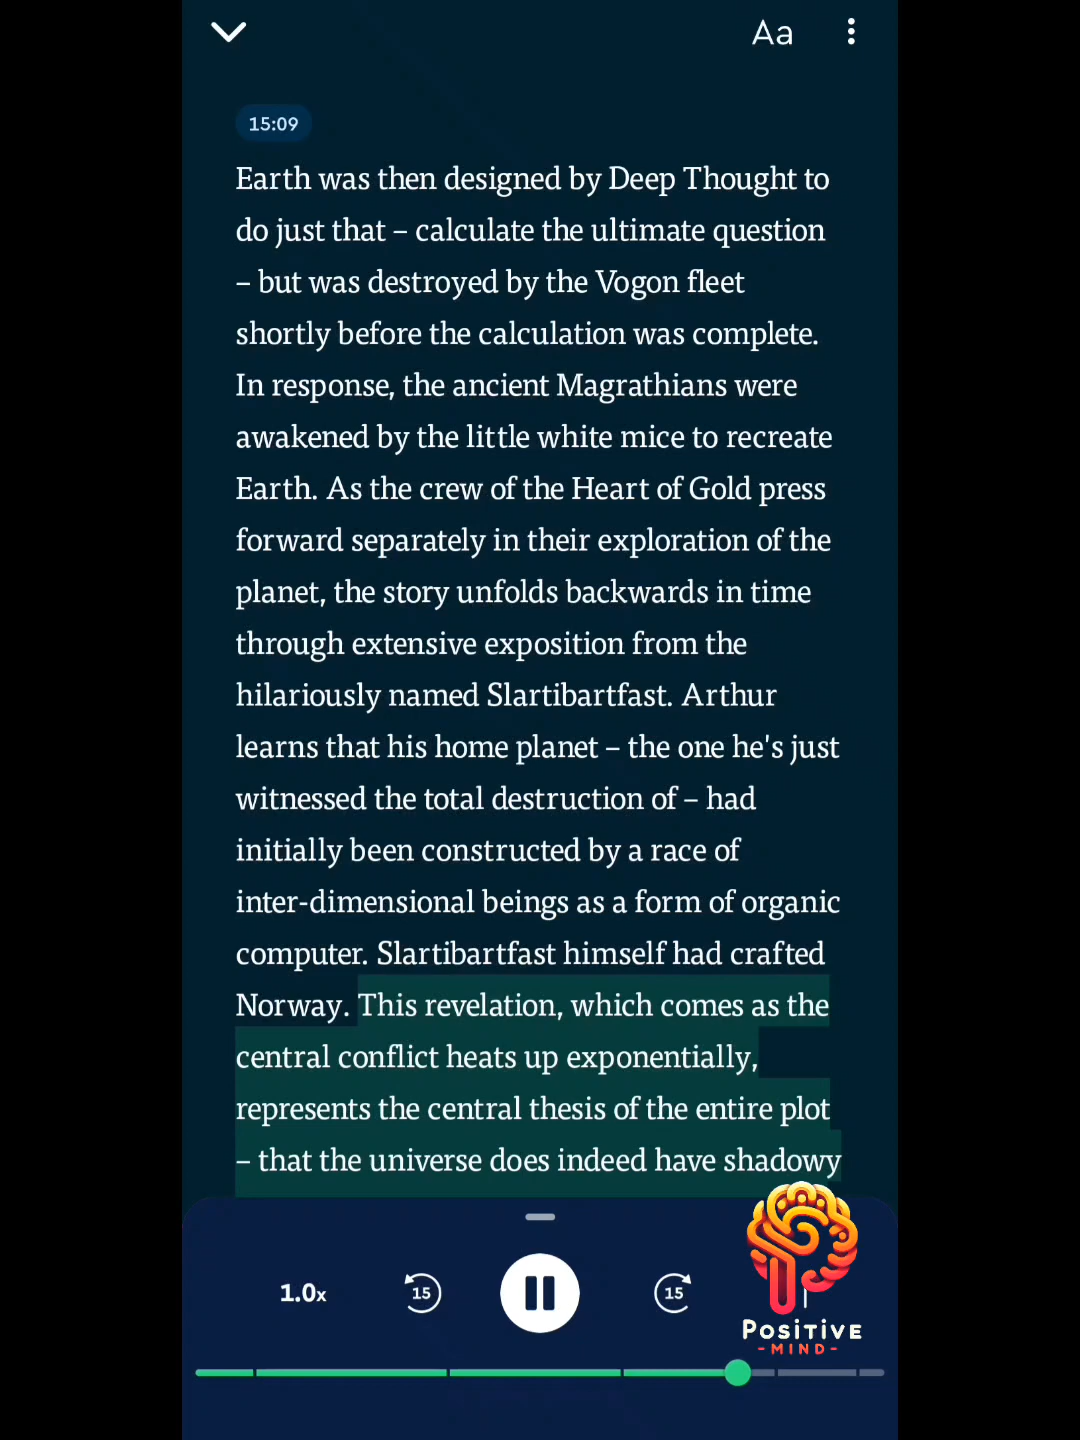 Aa
15:09
Earth was then designed by Deep Thought to
do just that – calculate the ultimate question
– but was destroyed by the Vogon fleet
shortly before the calculation was complete.
In response, the ancient Magrathians were
awakened by the little white mice to recreate
Earth. As the crew of the Heart of Gold press
forward separately in their exploration of the
planet, the story unfolds backwards in time
through extensive exposition from the
hilariously named Slartibartfast. Arthur
learns that his home planet – the one he's just
witnessed the total destruction of – had
initially been constructed by a race of
inter-dimensional beings as a form of organic
computer. Slartibartfast himself had crafted
Norway. This revelation, which comes as the
central conflict heats up exponentially,
represents the central thesis of the entire plot
– that the universe does indeed have shadowy
1.0x
15
15
POSITIVE
-MIND-